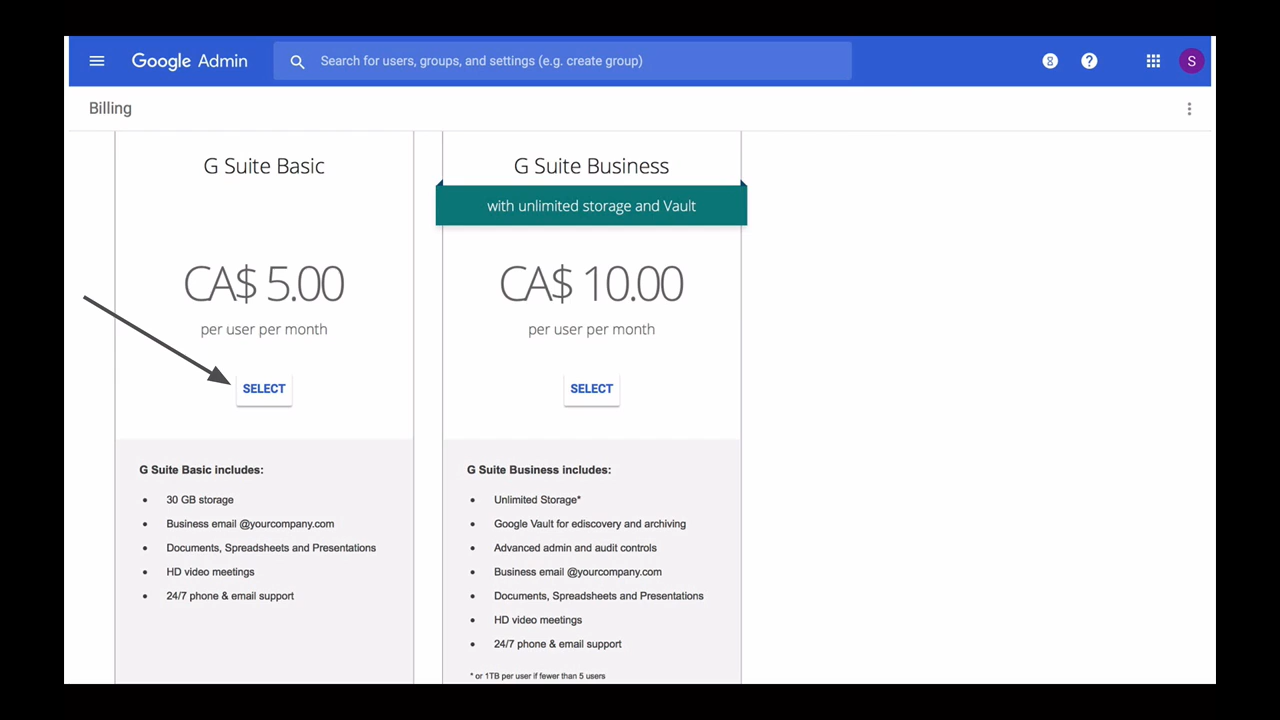 Google Admin
Search for users, groups, and settings (e.g. create group)
8
?
S
Billing
G Suite Basic
CA$ 5.00
per user per month
SELECT
G Suite Basic includes:
• 30 GB storage
• Business email @yourcompany.com
• Documents, Spreadsheets and Presentations
• HD video meetings
• 24/7 phone & email support
G Suite Business
with unlimited storage and Vault
CA$ 10.00
per user per month
SELECT
G Suite Business includes:
• Unlimited Storage*
• Google Vault for ediscovery and archiving
• Advanced admin and audit controls
• Business email @yourcompany.com
• Documents, Spreadsheets and Presentations
• HD video meetings
• 24/7 phone & email support
* or 1TB per user if fewer than 5 users